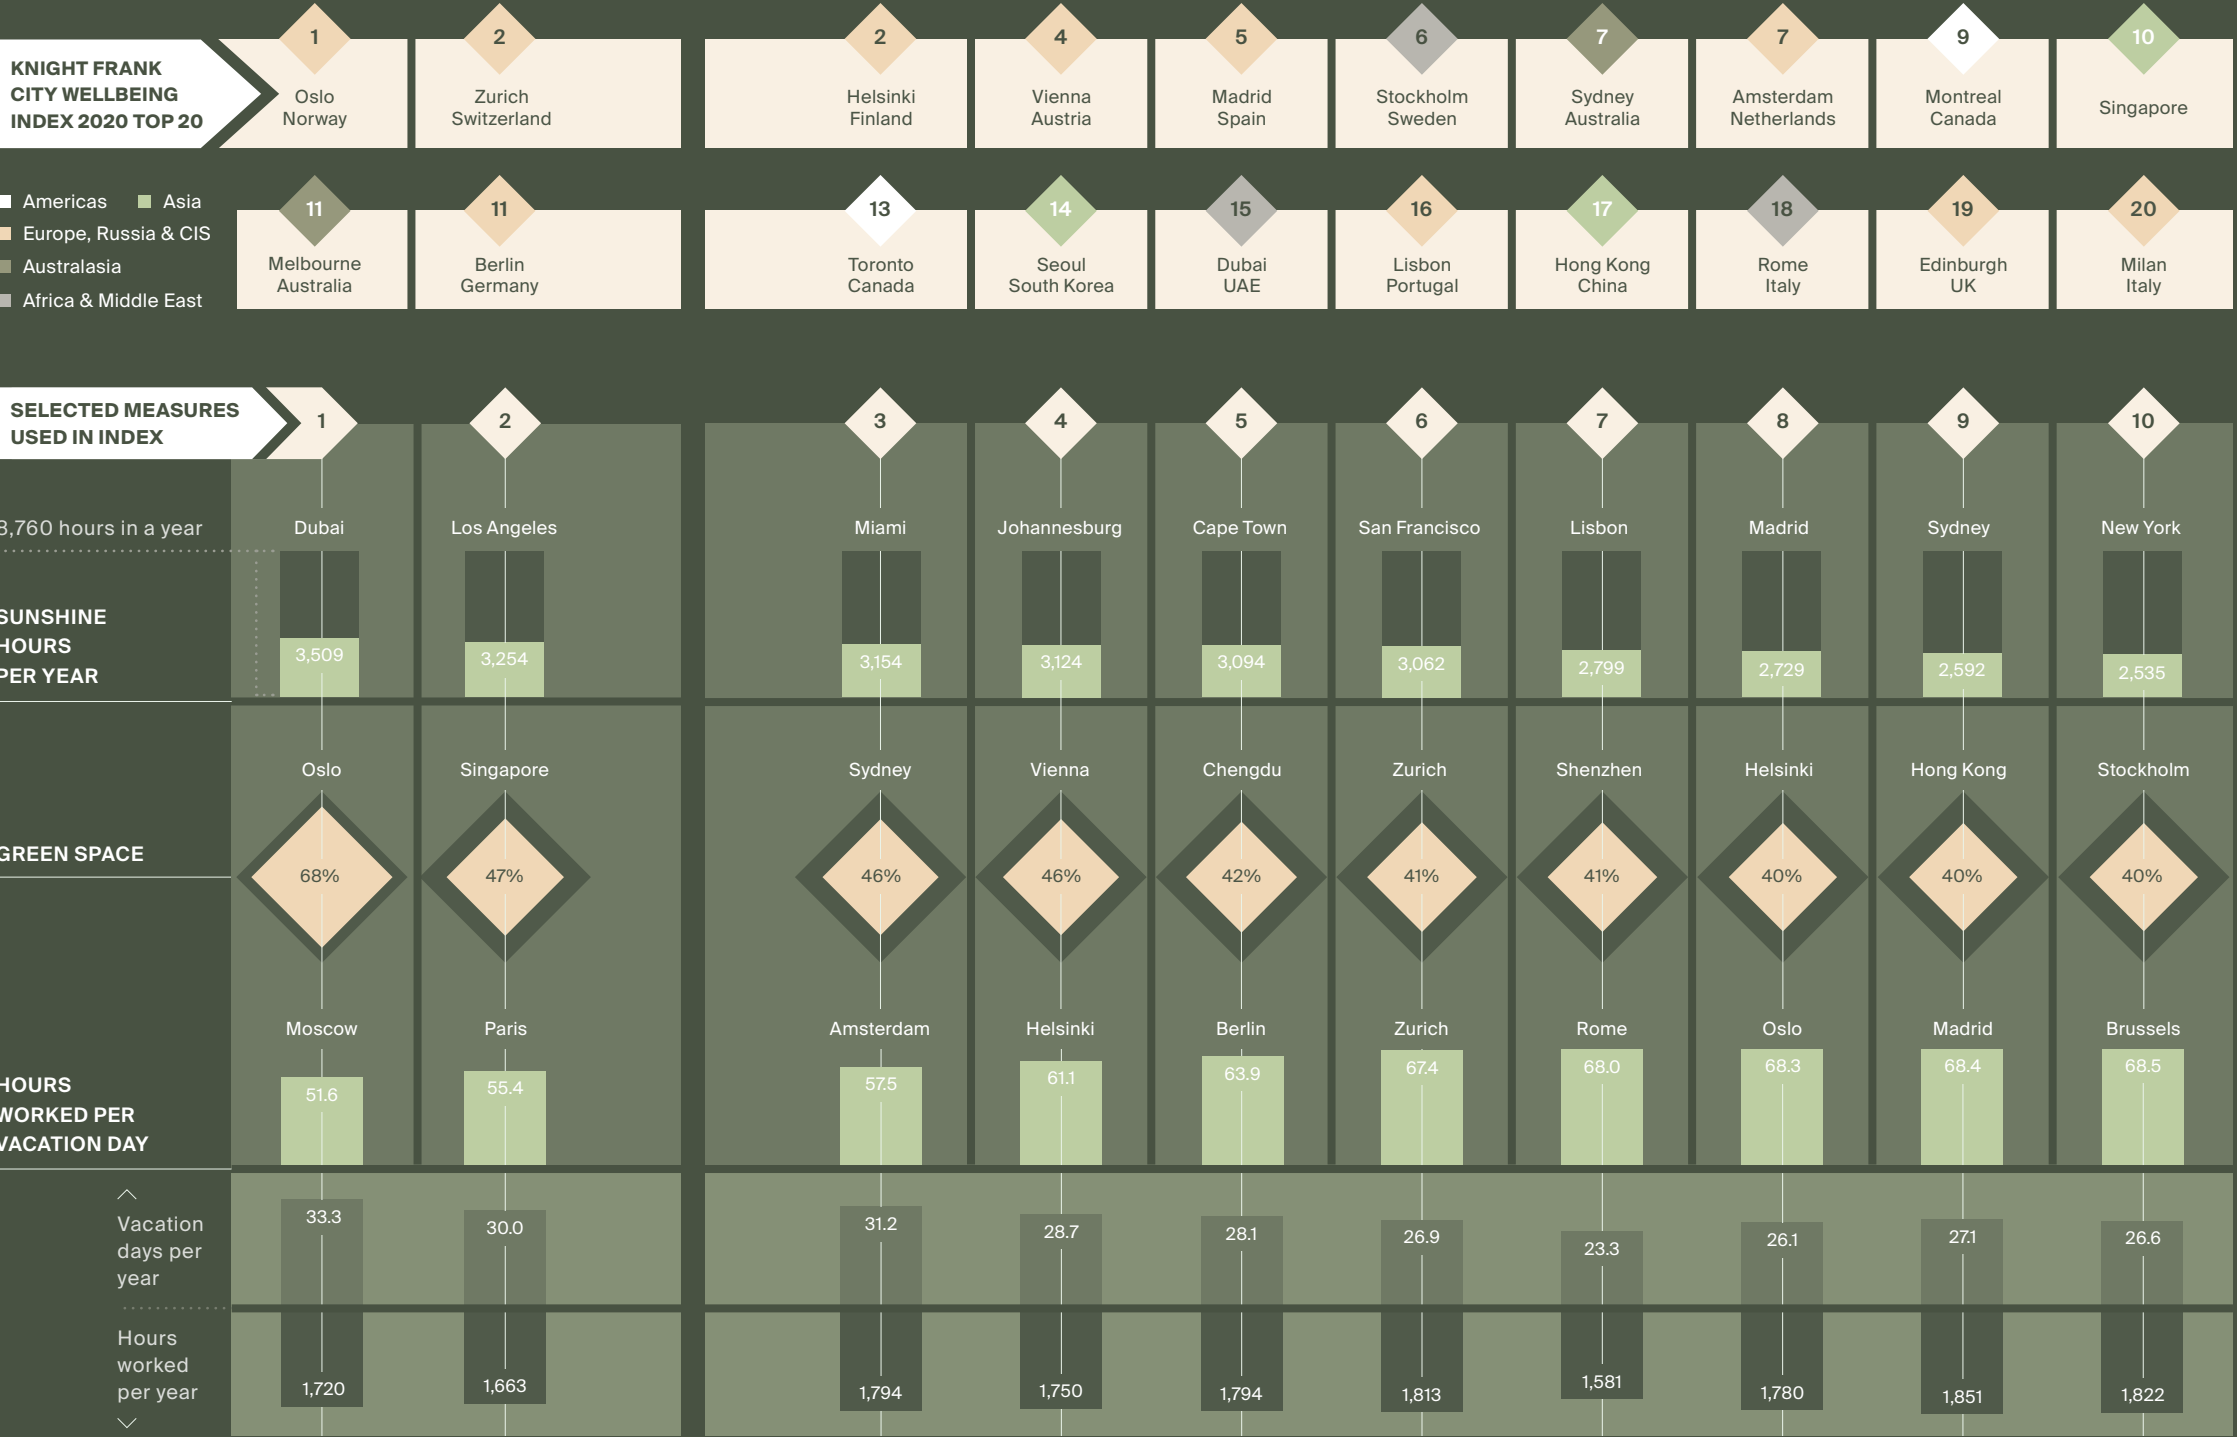 1 2 2 4 5 6 7 7 9 10
KNIGHT FRANK
CITY WELLBEING
INDEX 2020 TOP 20
Oslo
Norway
Zurich
Switzerland
Helsinki
Finland
Vienna
Austria
Madrid
Spain
Stockholm
Sweden
Sydney
Australia
Amsterdam
Netherlands
Montreal
Canada
Singapore
Americas
Asia
Europe, Russia & CIS
Australasia
Africa & Middle East
11 11 13 14 15 16 17 18 19 20
Melbourne
Australia
Berlin
Germany
Toronto
Canada
Seoul
South Korea
Dubai
UAE
Lisbon
Portugal
Hong Kong
China
Rome
Italy
Edinburgh
UK
Milan
Italy
SELECTED MEASURES
USED IN INDEX
1 2 3 4 5 6 7 8 9 10
8,760 hours in a year
Dubai Los Angeles Miami Johannesburg Cape Town San Francisco Lisbon Madrid Sydney New York
SUNSHINE
HOURS
PER YEAR
3,509 3,254 3,154 3,124 3,094 3,062 2,799 2,729 2,592 2,535
Oslo Singapore Sydney Vienna Chengdu Zurich Shenzhen Helsinki Hong Kong Stockholm
GREEN SPACE
68% 47% 46% 46% 42% 41% 41% 40% 40% 40%
Moscow Paris Amsterdam Helsinki Berlin Zurich Rome Oslo Madrid Brussels
HOURS
WORKED PER
VACATION DAY
51.6 55.4 57.5 61.1 63.9 67.4 68.0 68.3 68.4 68.5
Vacation
days per
year
33.3 30.0 31.2 28.7 28.1 26.9 23.3 26.1 27.1 26.6
Hours
worked
per year
1,720 1,663 1,794 1,750 1,794 1,813 1,581 1,780 1,851 1,822